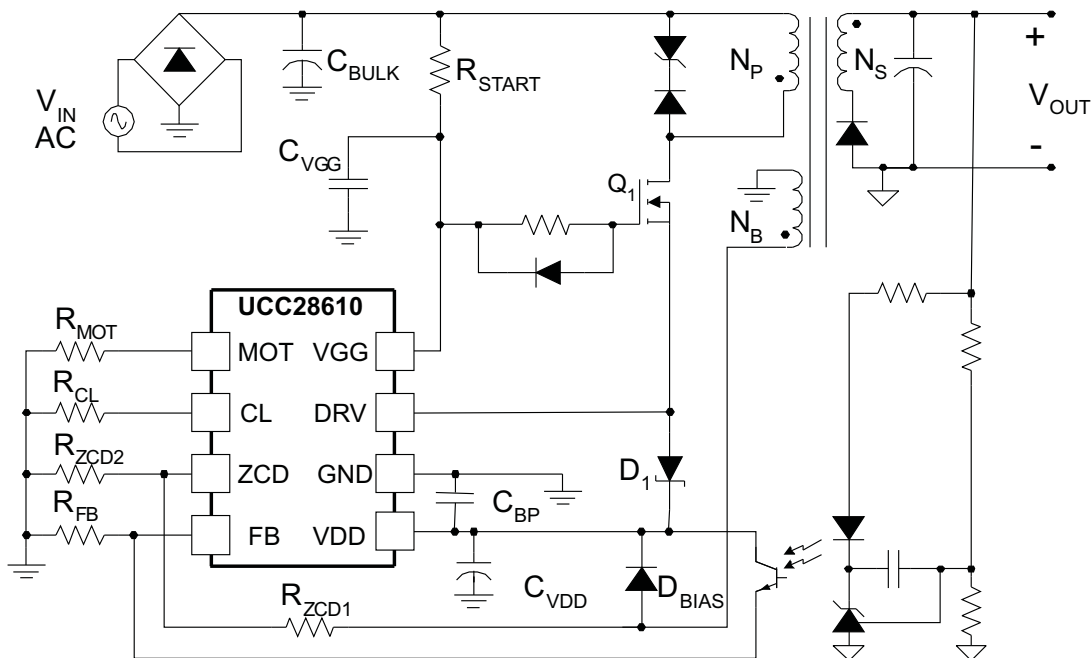 C_BULK
R_START
N_P
N_S
+
V_IN
AC
V_OUT
-
C_VGG
Q_1
N_B
UCC28610
R_MOT
MOT
VGG
R_CL
CL
DRV
R_ZCD2
ZCD
GND
D_1
C_BP
R_FB
FB
VDD
C_VDD
D_BIAS
R_ZCD1